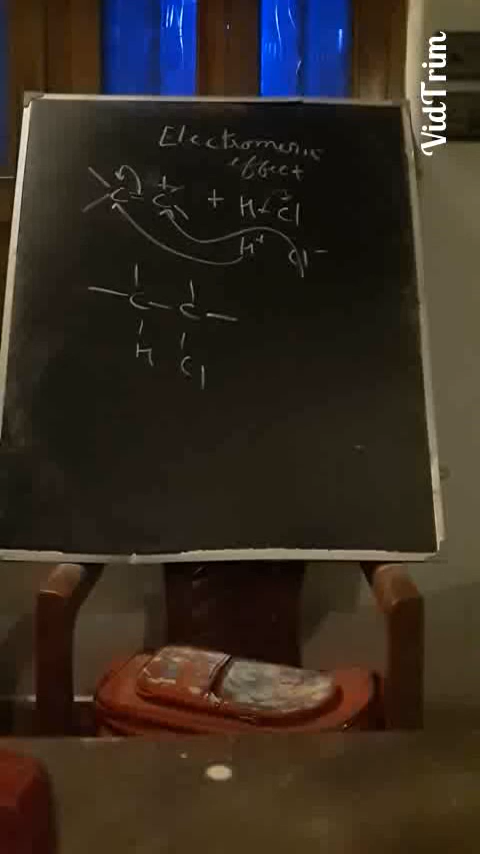 Electromeric
effect
C = C + H - Cl
H+ Cl-
- C - C -
H Cl
VidTrim